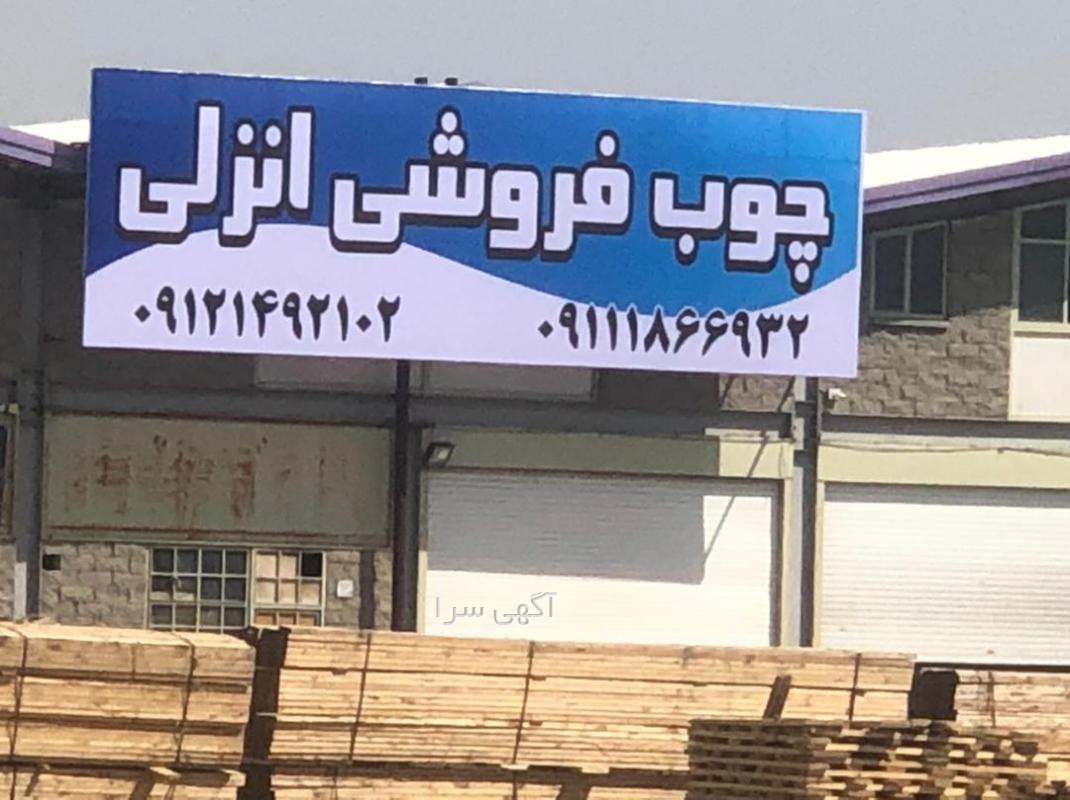 چوب فروشی انزلی
۰۹۱۱۱۸۶۶۹۳۲ ۰۹۱۲۱۴۹۲۱۰۲
آگهی سرا